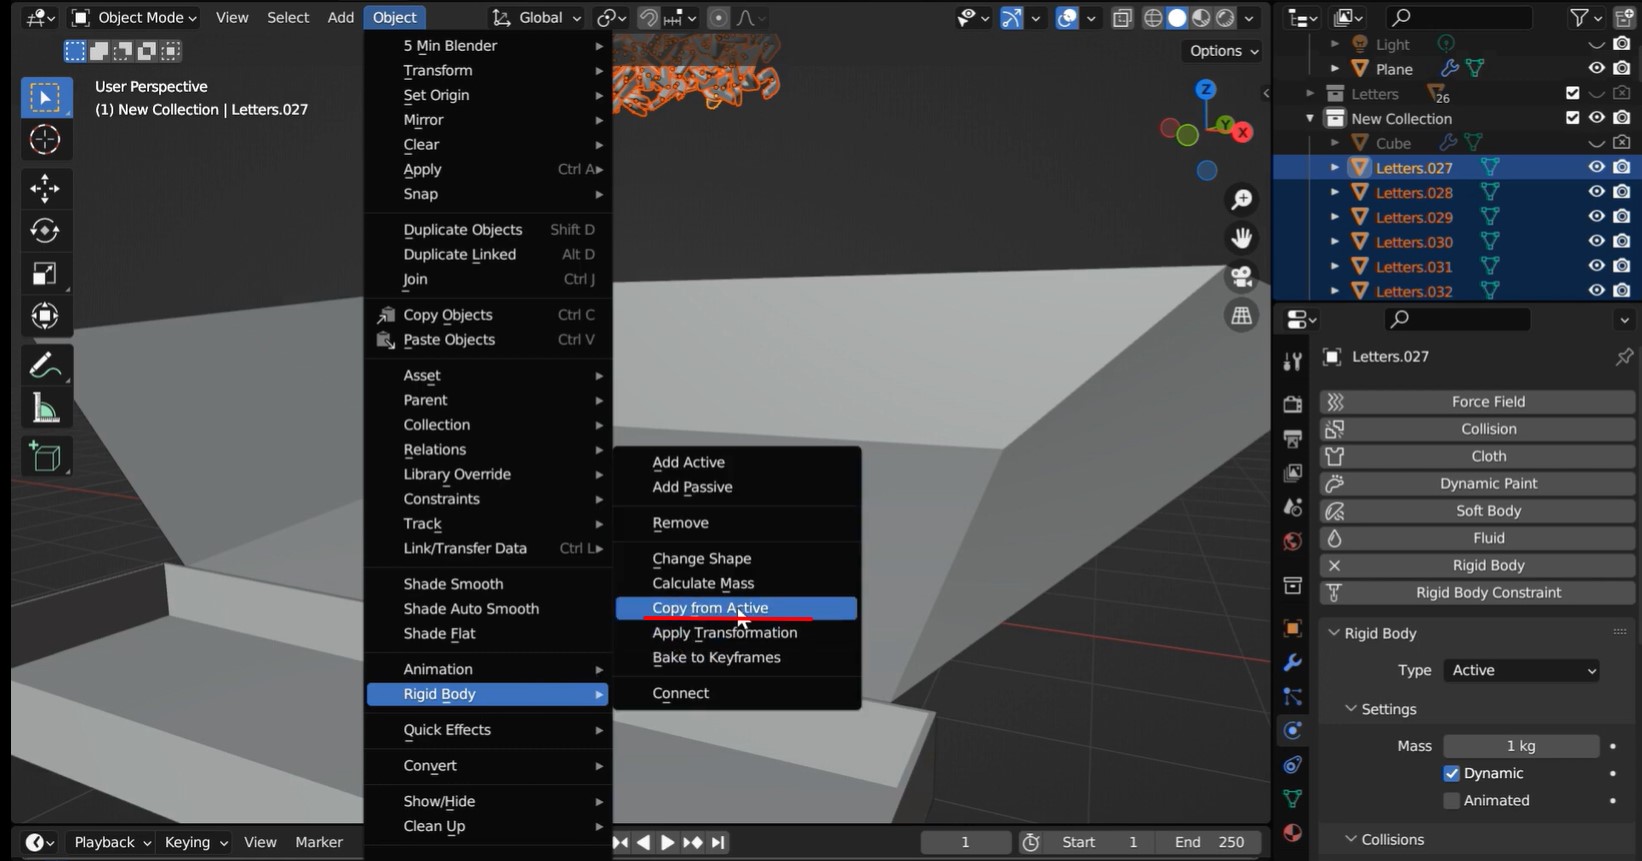 Object Mode View Select Add Object Global
Options
User Perspective
(1) New Collection | Letters.027
5 Min Blender
Transform
Set Origin
Mirror
Clear
Apply Ctrl A
Snap
Duplicate Objects Shift D
Duplicate Linked Alt D
Join Ctrl J
Copy Objects Ctrl C
Paste Objects Ctrl V
Asset
Parent
Collection
Relations
Library Override
Constraints
Track
Link/Transfer Data Ctrl L
Shade Smooth
Shade Auto Smooth
Shade Flat
Animation
Rigid Body
Quick Effects
Convert
Show/Hide
Clean Up
Add Active
Add Passive
Remove
Change Shape
Calculate Mass
Copy from Active
Apply Transformation
Bake to Keyframes
Connect
Z
Y
X
Light
Plane
Letters 26
New Collection
Cube
Letters.027
Letters.028
Letters.029
Letters.030
Letters.031
Letters.032
Letters.027
Force Field
Collision
Cloth
Dynamic Paint
Soft Body
Fluid
Rigid Body
Rigid Body Constraint
Rigid Body
Type Active
Settings
Mass 1 kg
Dynamic
Animated
Collisions
Playback Keying View Marker 1 Start 1 End 250